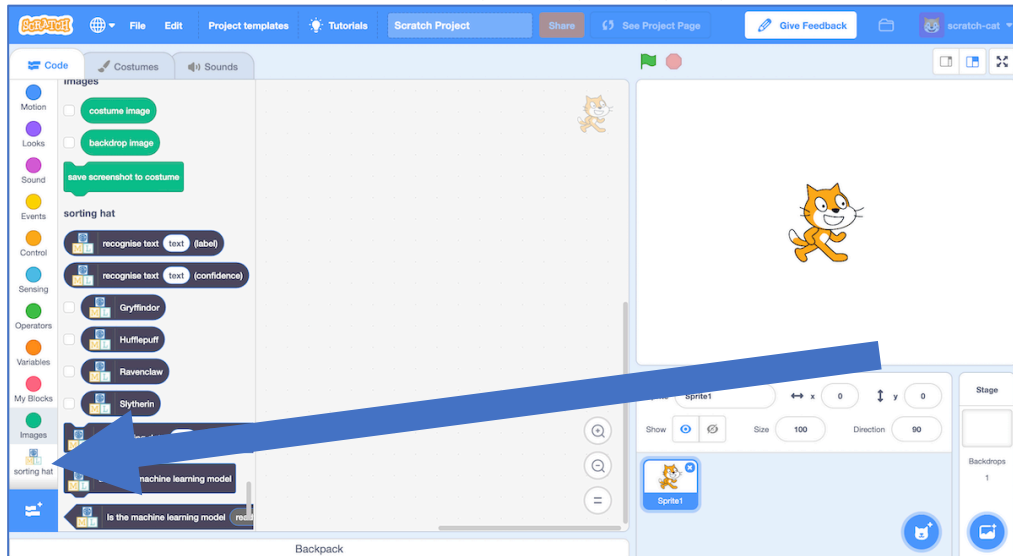 SCRATCH File Edit Project templates Tutorials Scratch Project Share See Project Page Give Feedback scratch-cat
Code Costumes Sounds
Images
costume image
backdrop image
save screenshot to costume
sorting hat
recognise text text (label)
recognise text text (confidence)
Gryffindor
Hufflepuff
Ravenclaw
Slytherin
machine learning model
Is the machine learning model
Motion
Looks
Sound
Events
Control
Sensing
Operators
Variables
My Blocks
Images
sorting hat
Sprite1 x 0 y 0
Show Size 100 Direction 90
Sprite1
Stage
Backdrops
1
Backpack